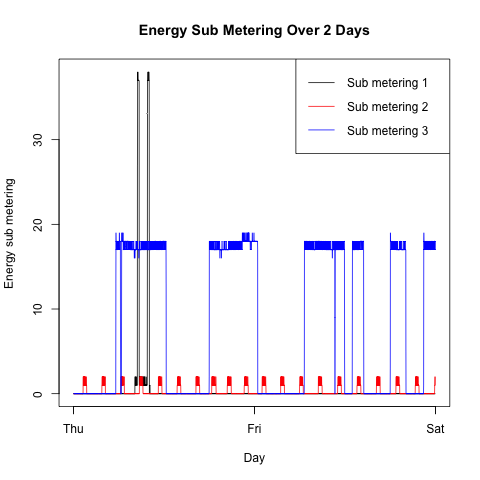 Energy Sub Metering Over 2 Days
Sub metering 1
Sub metering 2
Sub metering 3
Energy sub metering
30
20
10
0
Thu
Fri
Sat
Day